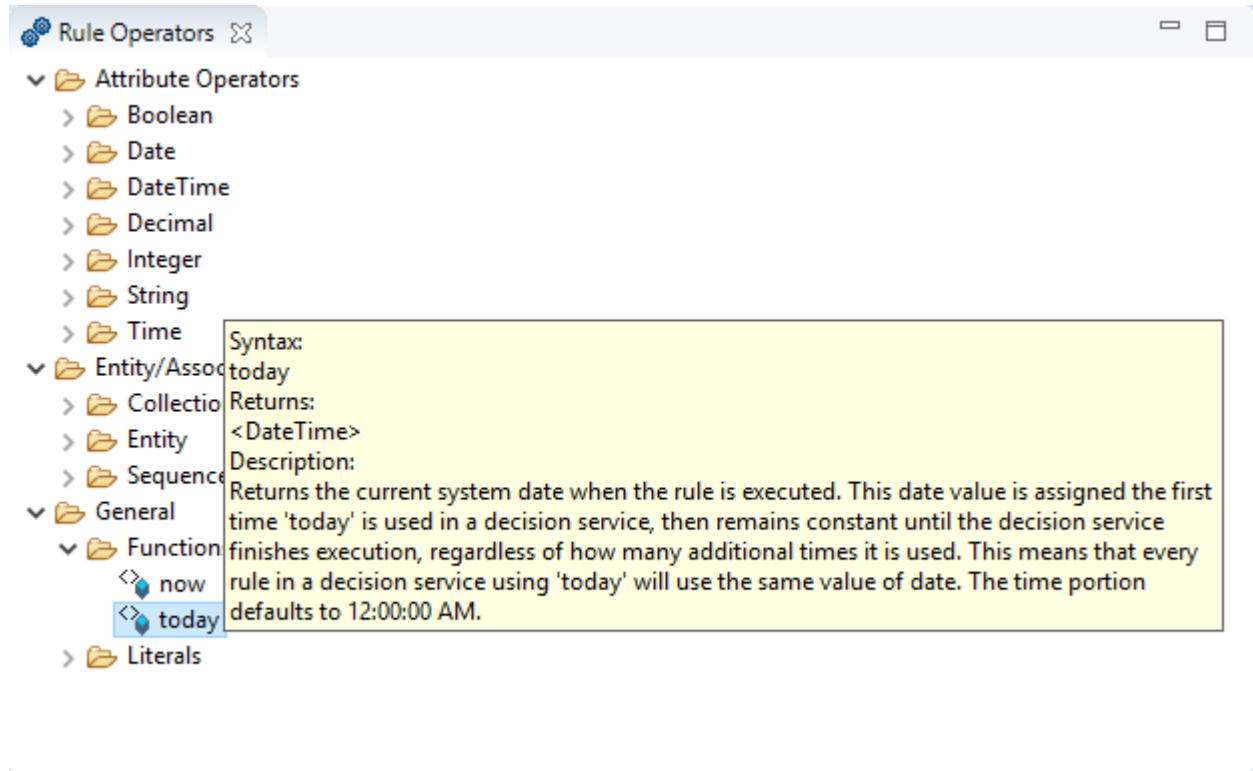 Rule Operators
Attribute Operators
Boolean
Date
DateTime
Decimal
Integer
String
Time
Entity/Assoc
Collectio
Entity
Sequence
General
Function
now
today
Literals
Syntax:
today
Returns:
<DateTime>
Description:
Returns the current system date when the rule is executed. This date value is assigned the first
time 'today' is used in a decision service, then remains constant until the decision service
finishes execution, regardless of how many additional times it is used. This means that every
rule in a decision service using 'today' will use the same value of date. The time portion
defaults to 12:00:00 AM.